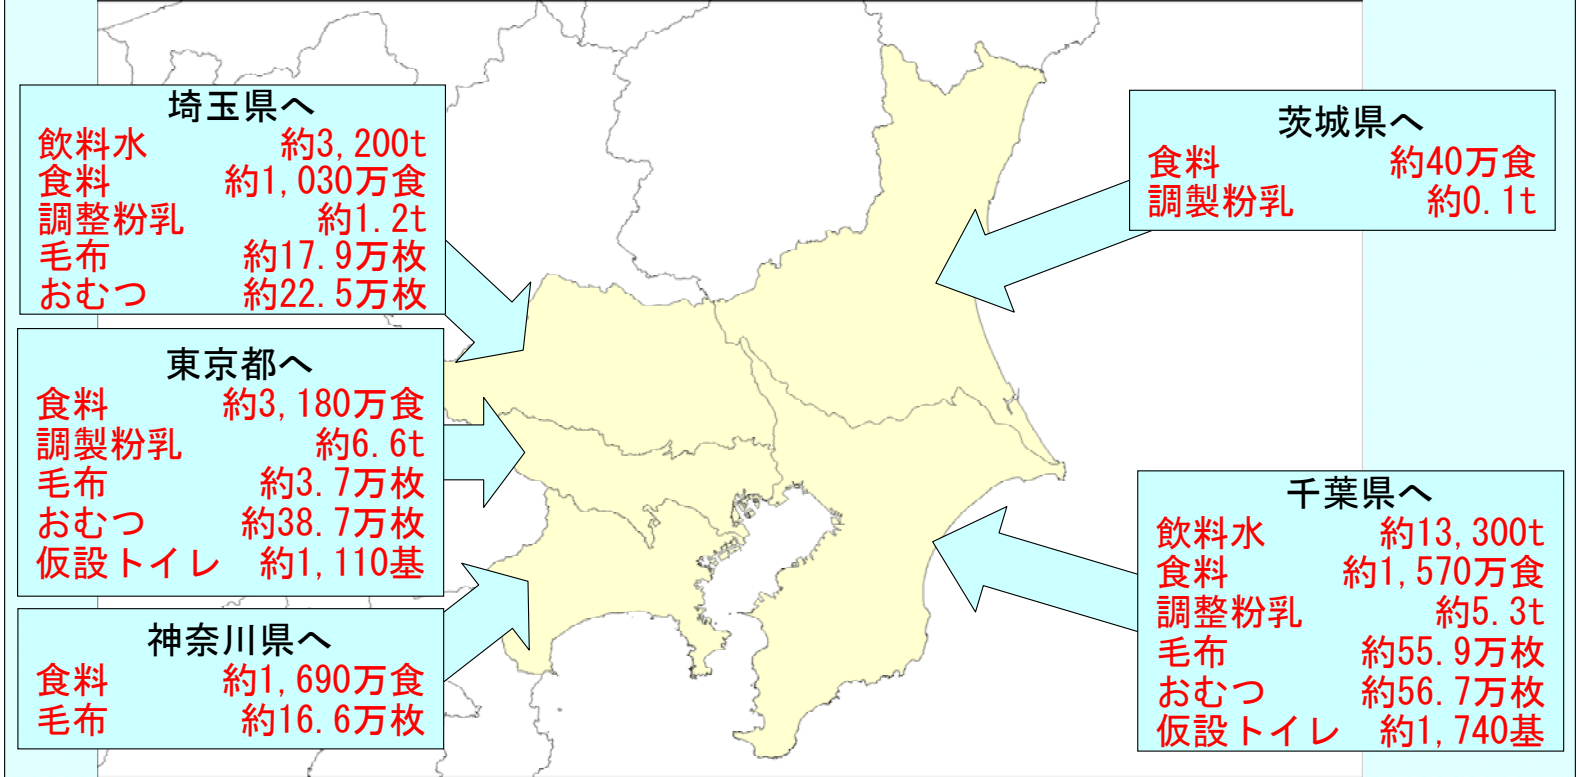 埼玉県へ
飲料水 約3,200t
食料 約1,030万食
調整粉乳 約1.2t
毛布 約17.9万枚
おむつ 約22.5万枚
東京都へ
食料 約3,180万食
調製粉乳 約6.6t
毛布 約3.7万枚
おむつ 約38.7万枚
仮設トイレ 約1,110基
神奈川県へ
食料 約1,690万食
毛布 約16.6万枚
茨城県へ
食料 約40万食
調製粉乳 約0.1t
千葉県へ
飲料水 約13,300t
食料 約1,570万食
調整粉乳 約5.3t
毛布 約55.9万枚
おむつ 約56.7万枚
仮設トイレ 約1,740基